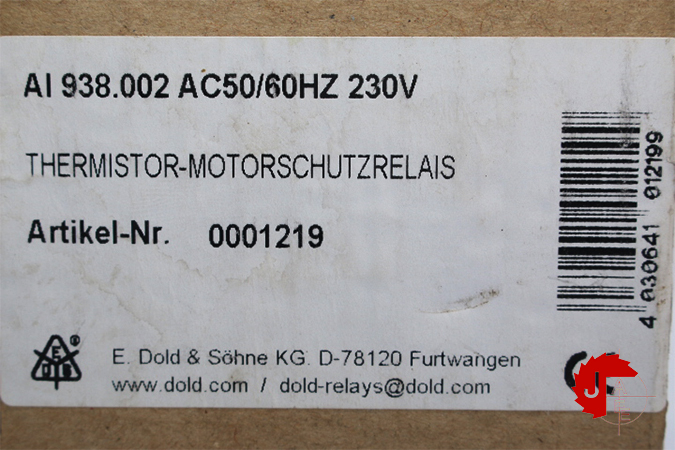 AI 938.002 AC50/60HZ 230V
THERMISTOR-MOTORSCHUTZRELAIS
Artikel-Nr. 0001219
4 030641 012199
E. Dold & Söhne KG. D-78120 Furtwangen
www.dold.com / dold-relays@dold.com